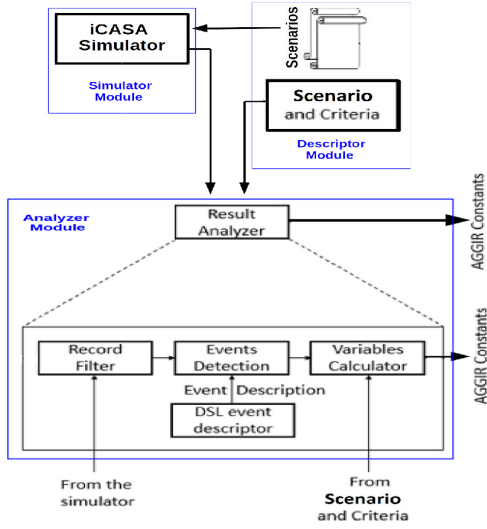 iCASA
Simulator
Simulator
Module
Scenarios
Scenario
and Criteria
Descriptor
Module
Analyzer
Module
Result
Analyzer
AGGIR Constants
Record
Filter
Events
Detection
Variables
Calculator
AGGIR Constants
Event Description
DSL event
descriptor
From the
simulator
From
Scenario
and Criteria